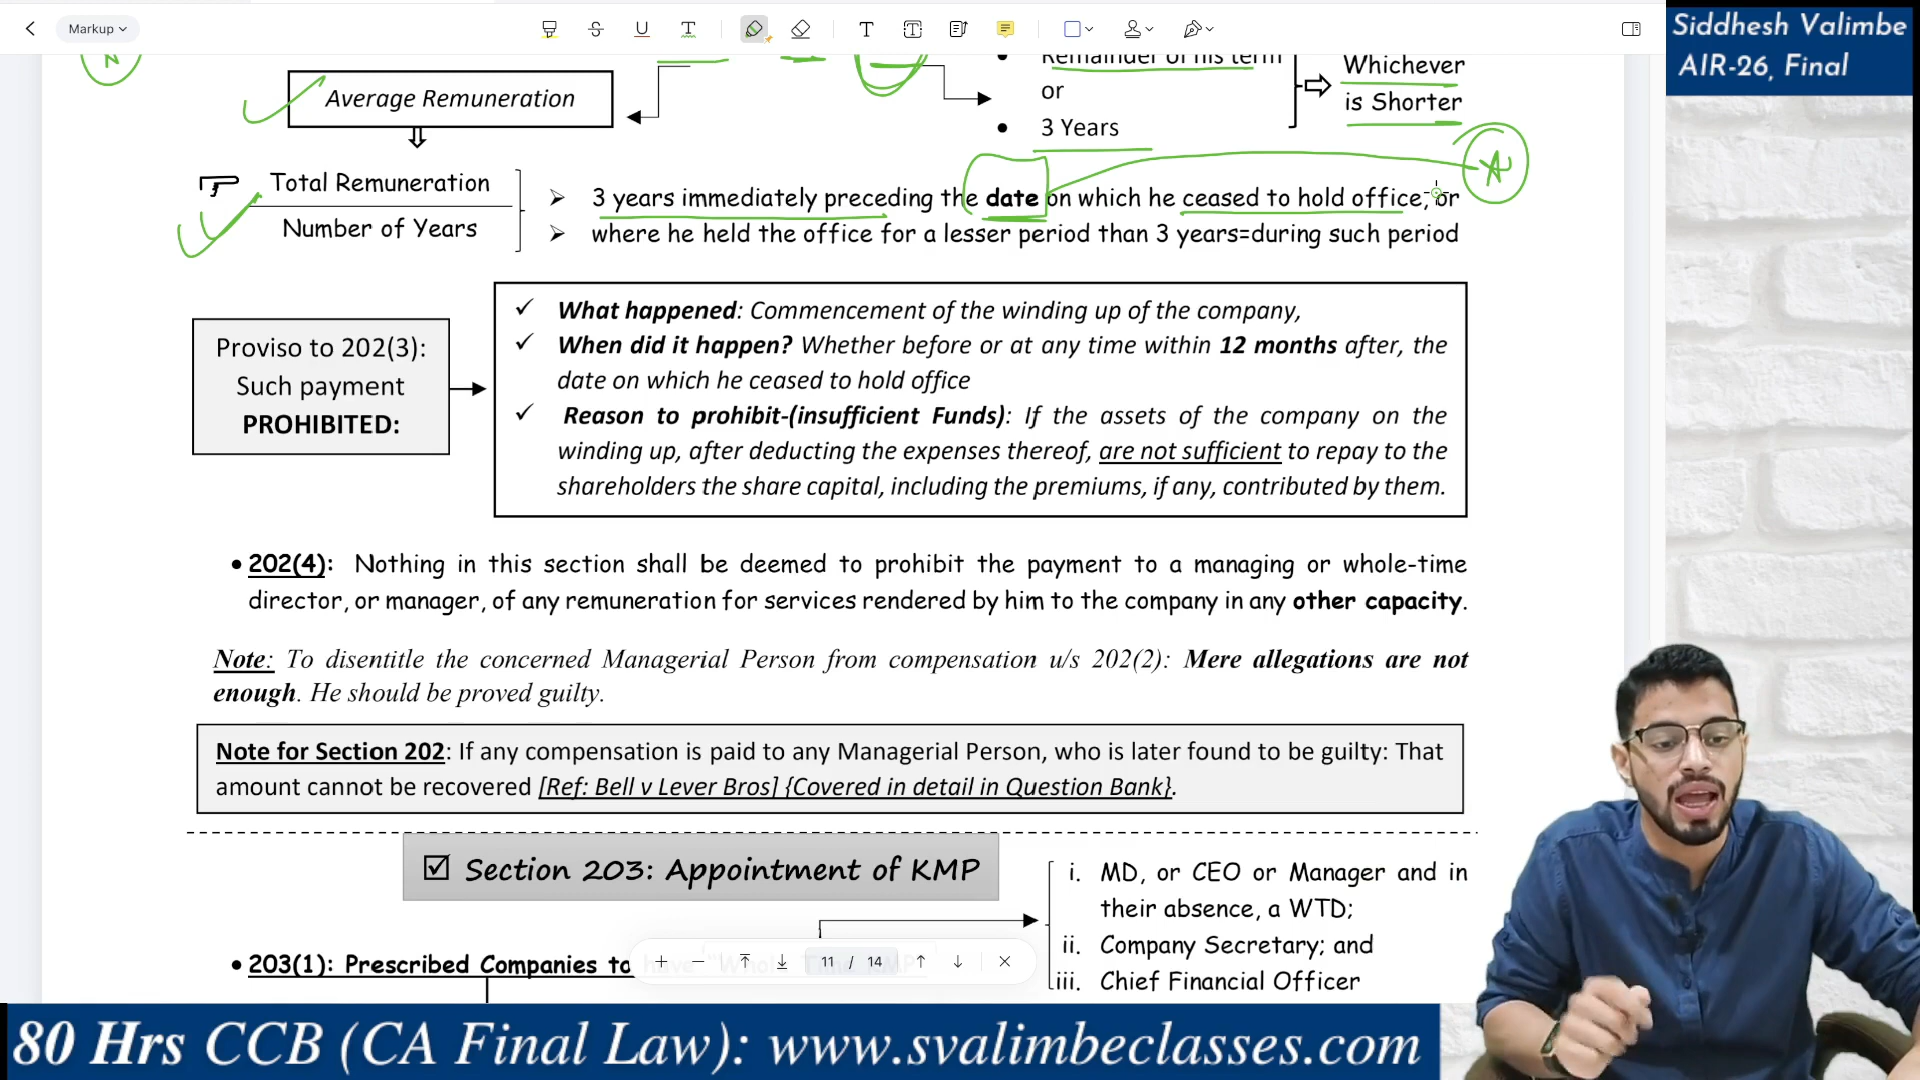 Siddhesh Valimbe
AIR-26, Final
Markup
N
Remainder of his term
or
• 3 Years
Whichever
is Shorter
Average Remuneration
Total Remuneration
Number of Years
3 years immediately preceding the date on which he ceased to hold office, or
where he held the office for a lesser period than 3 years=during such period
Proviso to 202(3):
Such payment
PROHIBITED:
✓ What happened: Commencement of the winding up of the company,
✓ When did it happen? Whether before or at any time within 12 months after, the
date on which he ceased to hold office
✓ Reason to prohibit-(insufficient Funds): If the assets of the company on the
winding up, after deducting the expenses thereof, are not sufficient to repay to the
shareholders the share capital, including the premiums, if any, contributed by them.
• 202(4): Nothing in this section shall be deemed to prohibit the payment to a managing or whole-time
director, or manager, of any remuneration for services rendered by him to the company in any other capacity.
Note: To disentitle the concerned Managerial Person from compensation u/s 202(2): Mere allegations are not
enough. He should be proved guilty.
Note for Section 202: If any compensation is paid to any Managerial Person, who is later found to be guilty: That
amount cannot be recovered [Ref: Bell v Lever Bros] {Covered in detail in Question Bank}.
☑ Section 203: Appointment of KMP
i. MD, or CEO or Manager and in
their absence, a WTD;
ii. Company Secretary; and
iii. Chief Financial Officer
• 203(1): Prescribed Companies to
11 / 14
80 Hrs CCB (CA Final Law): www.svalimbeclasses.com